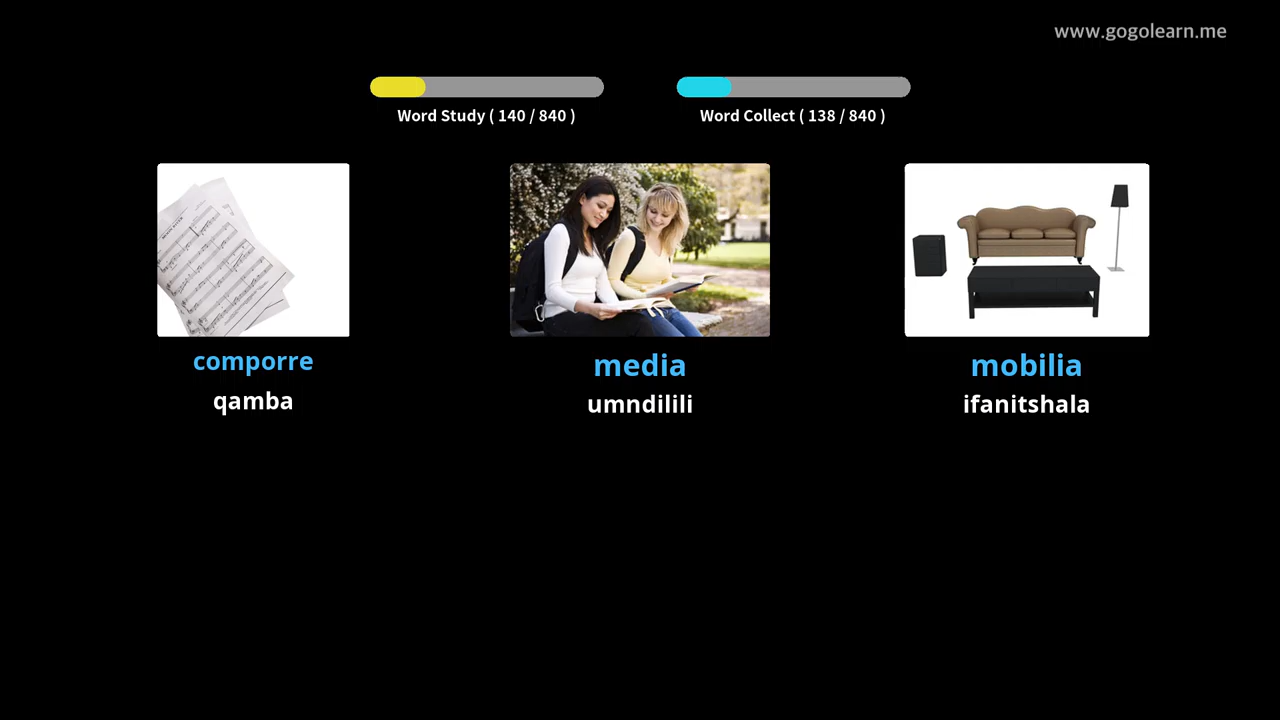 www.gogolearn.me
Word Study ( 140 / 840 )
Word Collect ( 138 / 840 )
comporre
qamba
media
umndilili
mobilia
ifanitshala